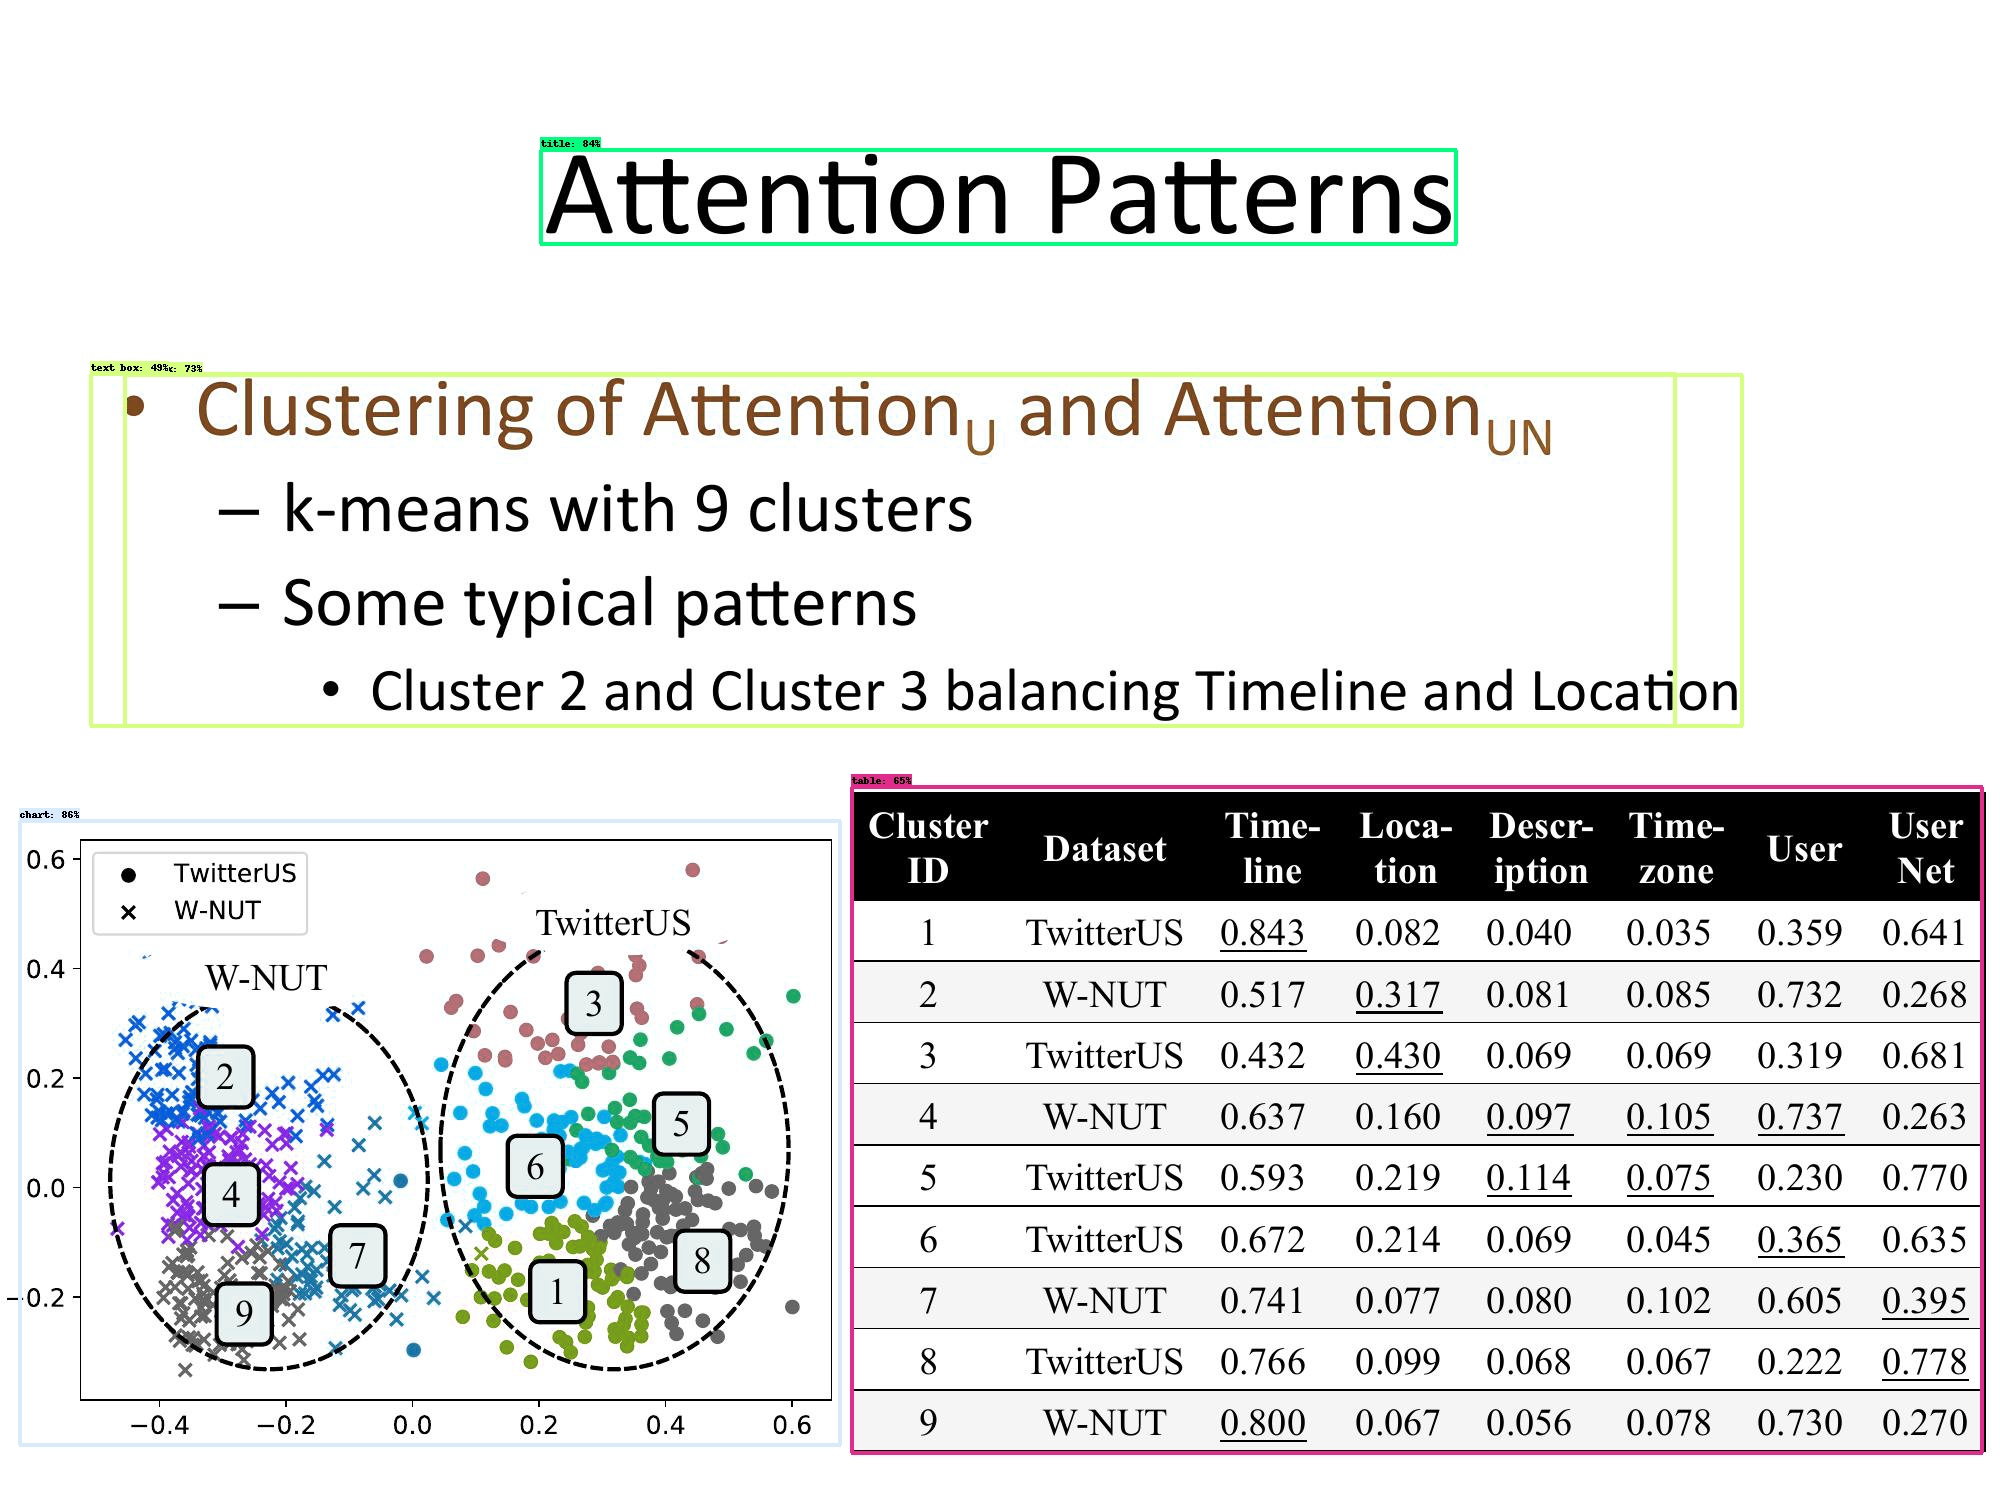 title: 84%
Attention Patterns
text box: 49%
: 73%
• Clustering of AttentionU and AttentionUN
– k-means with 9 clusters
– Some typical patterns
• Cluster 2 and Cluster 3 balancing Timeline and Location
chart: 86%
TwitterUS
W-NUT
TwitterUS
W-NUT
0.6
0.4
0.2
0.0
−0.2
−0.4 −0.2 0.0 0.2 0.4 0.6
3
2
5
6
4
7
8
1
9
table: 65%
Cluster ID Dataset Time-line Loca-tion Descr-iption Time-zone User User Net
1 TwitterUS 0.843 0.082 0.040 0.035 0.359 0.641
2 W-NUT 0.517 0.317 0.081 0.085 0.732 0.268
3 TwitterUS 0.432 0.430 0.069 0.069 0.319 0.681
4 W-NUT 0.637 0.160 0.097 0.105 0.737 0.263
5 TwitterUS 0.593 0.219 0.114 0.075 0.230 0.770
6 TwitterUS 0.672 0.214 0.069 0.045 0.365 0.635
7 W-NUT 0.741 0.077 0.080 0.102 0.605 0.395
8 TwitterUS 0.766 0.099 0.068 0.067 0.222 0.778
9 W-NUT 0.800 0.067 0.056 0.078 0.730 0.270